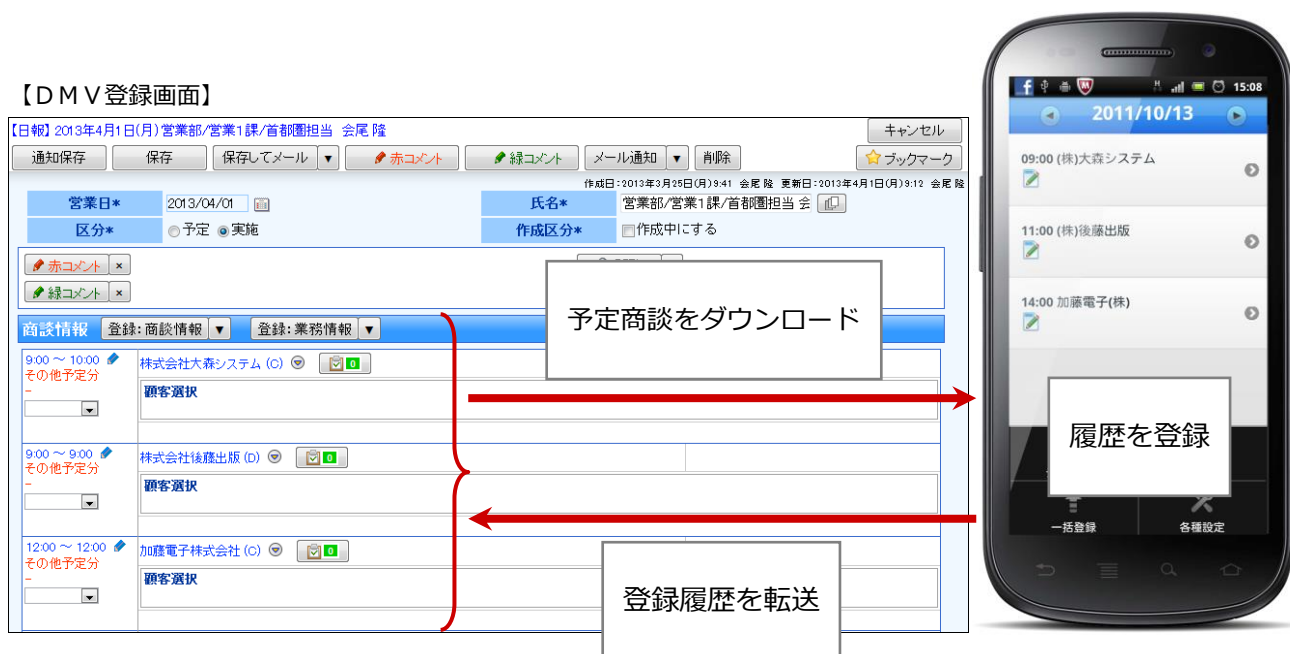 【ＤＭＶ登録画面】
【日報】2013年4月1日(月) 営業部/営業1課/首都圏担当 会尾 隆
キャンセル
通知保存 保存 保存してメール ▼ 赤コメント 緑コメント メール通知 ▼ 削除 ブックマーク
作成日:2013年3月25日(月)9:41 会尾 隆 更新日:2013年4月1日(月)9:12 会尾 隆
営業日* 2013/04/01 氏名* 営業部/営業1課/首都圏担当 会
区分* 予定 実施 作成区分* 作成中にする
赤コメント ×
緑コメント ×
商談情報 登録:商談情報 ▼ 登録:業務情報 ▼
9:00 ～ 10:00 株式会社大森システム (C) 0
その他予定分
-
顧客選択
9:00 ～ 9:00 株式会社後藤出版 (D) 0
その他予定分
-
顧客選択
12:00 ～ 12:00 加藤電子株式会社 (C) 0
その他予定分
-
顧客選択
予定商談をダウンロード
登録履歴を転送
15:08
2011/10/13
09:00 (株)大森システム
11:00 (株)後藤出版
14:00 加藤電子(株)
履歴を登録
一括登録 各種設定